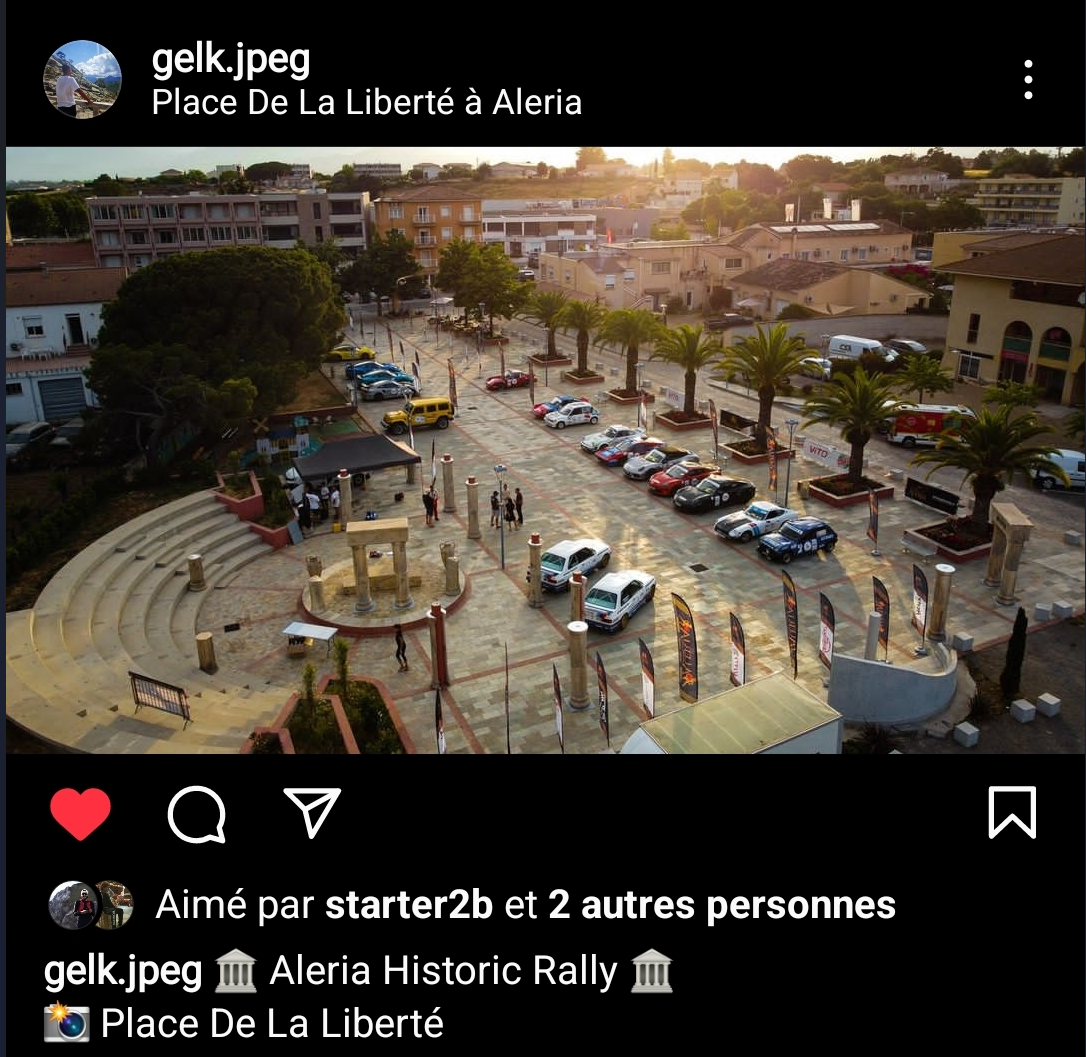 gelk.jpeg
Place De La Liberté à Aleria
VITO
Aimé par starter2b et 2 autres personnes
gelk.jpeg 🏛️ Aleria Historic Rally 🏛️
📸 Place De La Liberté